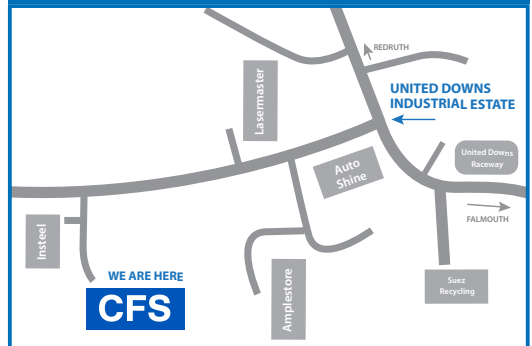 REDRUTH
UNITED DOWNS
INDUSTRIAL ESTATE
Lasermaster
United Downs
Raceway
Auto
Shine
FALMOUTH
Insteel
WE ARE HERE
CFS
Amplestore
Suez
Recycling